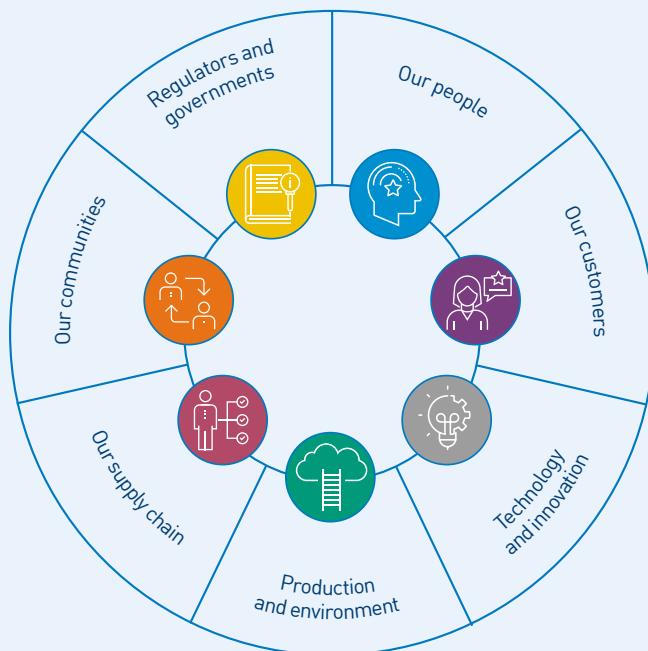 Regulators and
governments
Our people
Our customers
Technology
and innovation
Production
and environment
Our supply chain
Our communities
i